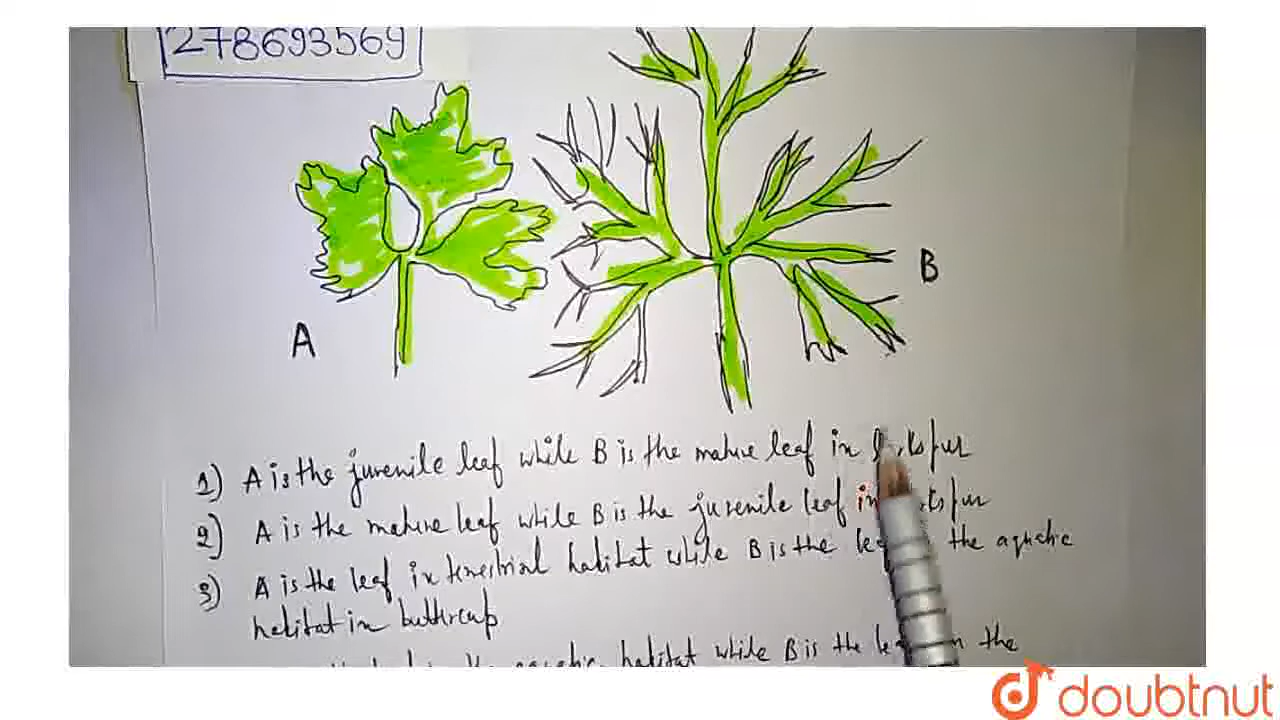 278693569
A
B
1) A is the juvenile leaf while B is the mature leaf in
2) A is the mature leaf while B is the juvenile leaf in
3) A is the leaf in terrestrial habitat while B is the the aquatic
habitat in buttercup
the aquatic habitat while B is the the
doubtnut